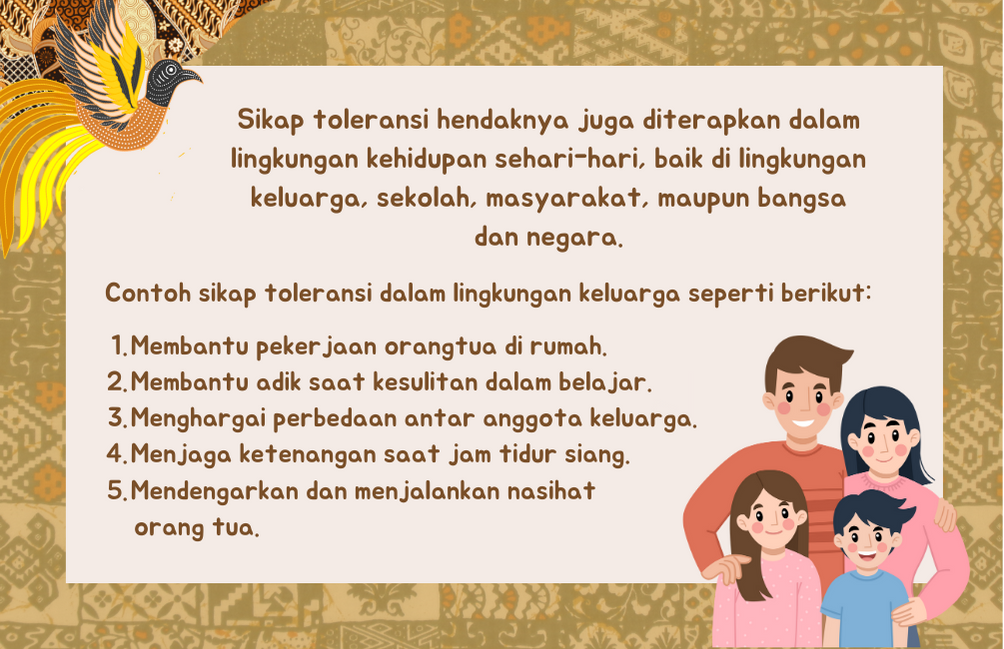 Sikap toleransi hendaknya juga diterapkan dalam
lingkungan kehidupan sehari-hari, baik di lingkungan
keluarga, sekolah, masyarakat, maupun bangsa
dan negara.
Contoh sikap toleransi dalam lingkungan keluarga seperti berikut:
1. Membantu pekerjaan orangtua di rumah.
2. Membantu adik saat kesulitan dalam belajar.
3. Menghargai perbedaan antar anggota keluarga.
4. Menjaga ketenangan saat jam tidur siang.
5. Mendengarkan dan menjalankan nasihat
orang tua.